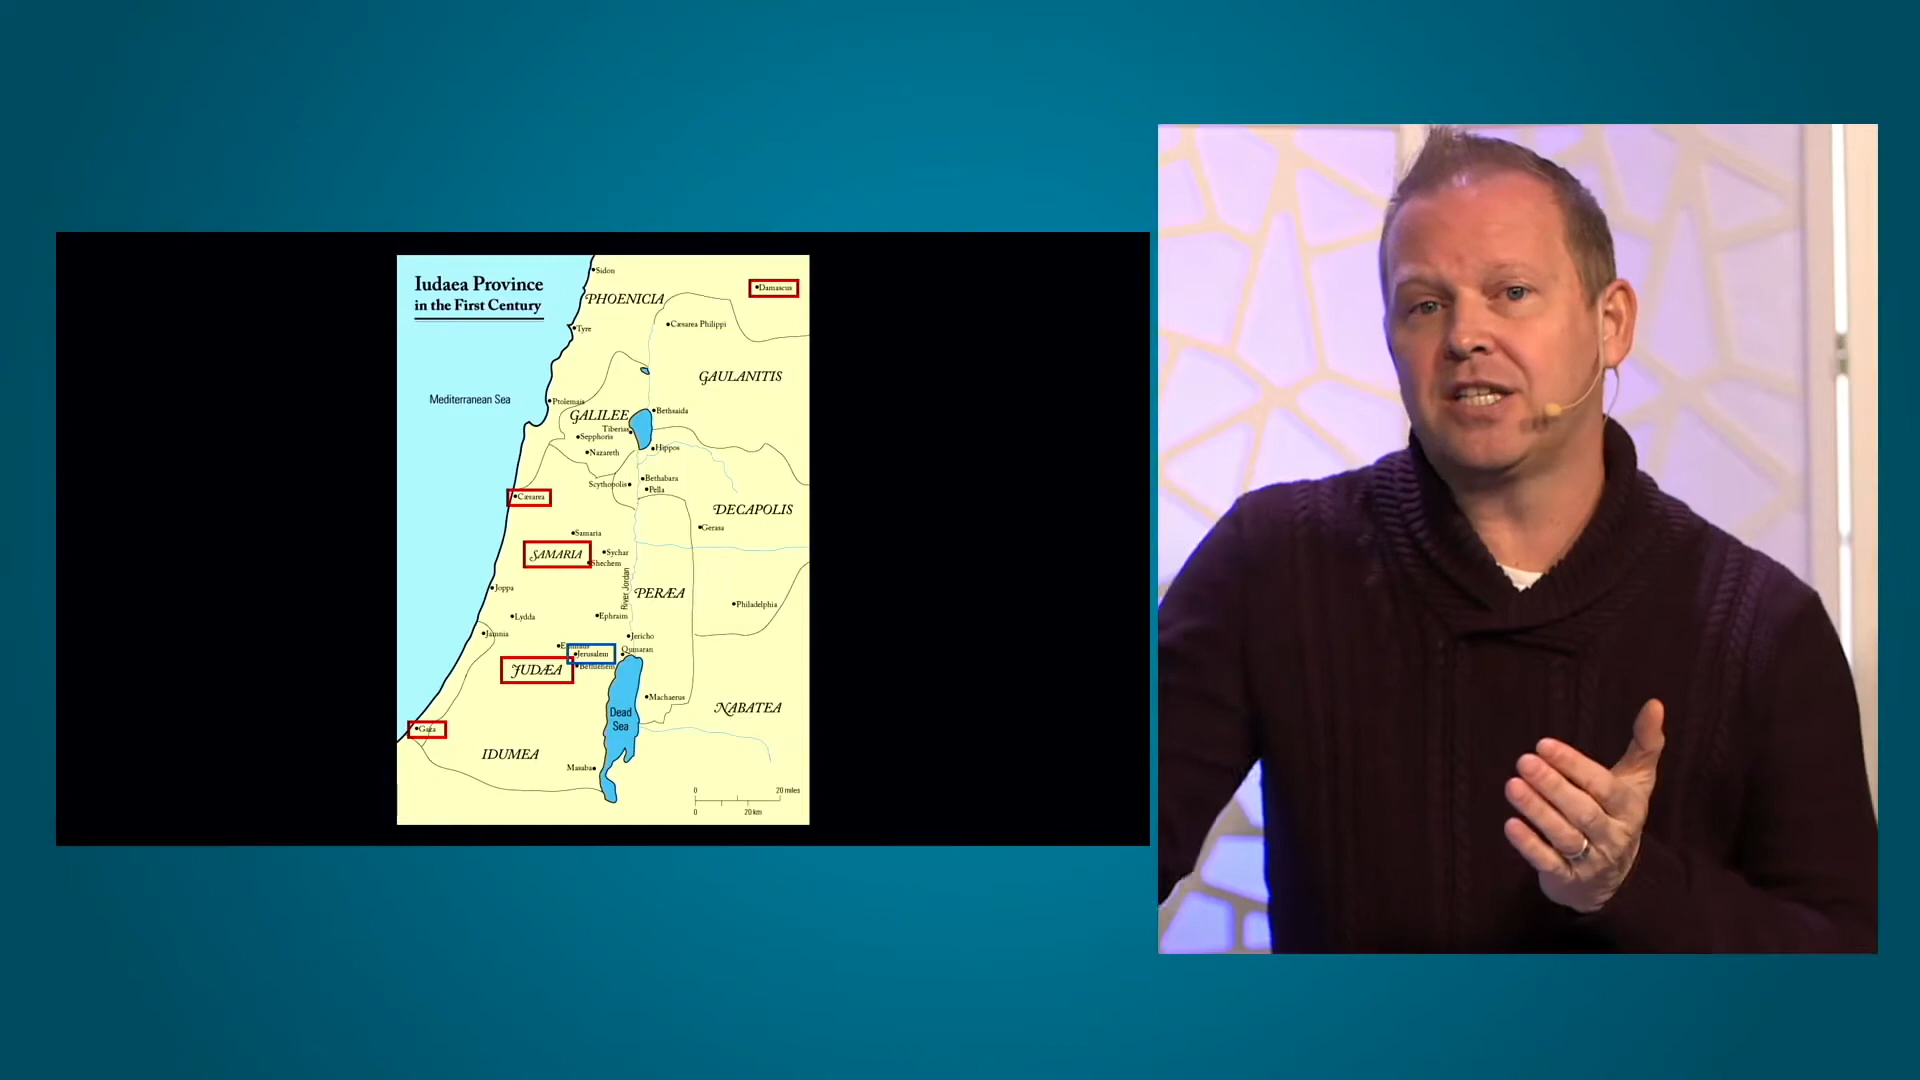 Iudaea Province
in the First Century
Sidon
Damascus
PHOENICIA
Tyre
Cæsarea Philippi
GAULANITIS
Mediterranean Sea
Ptolemais
GALILEE
Bethsaida
Tiberias
Sepphoris
Hippos
Nazareth
Scythopolis
Bethabara
Pella
Cæsarea
DECAPOLIS
Gerasa
Samaria
SAMARIA
Sychar
Shechem
River Jordan
Joppa
PERÆA
Philadelphia
Lydda
Ephraim
Jamnia
Jericho
Emmaus
Jerusalem
Qumaran
JUDÆA
Bethlehem
Machaerus
Dead
Sea
NABATEA
Gaza
IDUMEA
Masaba
0 20 miles
0 20 km